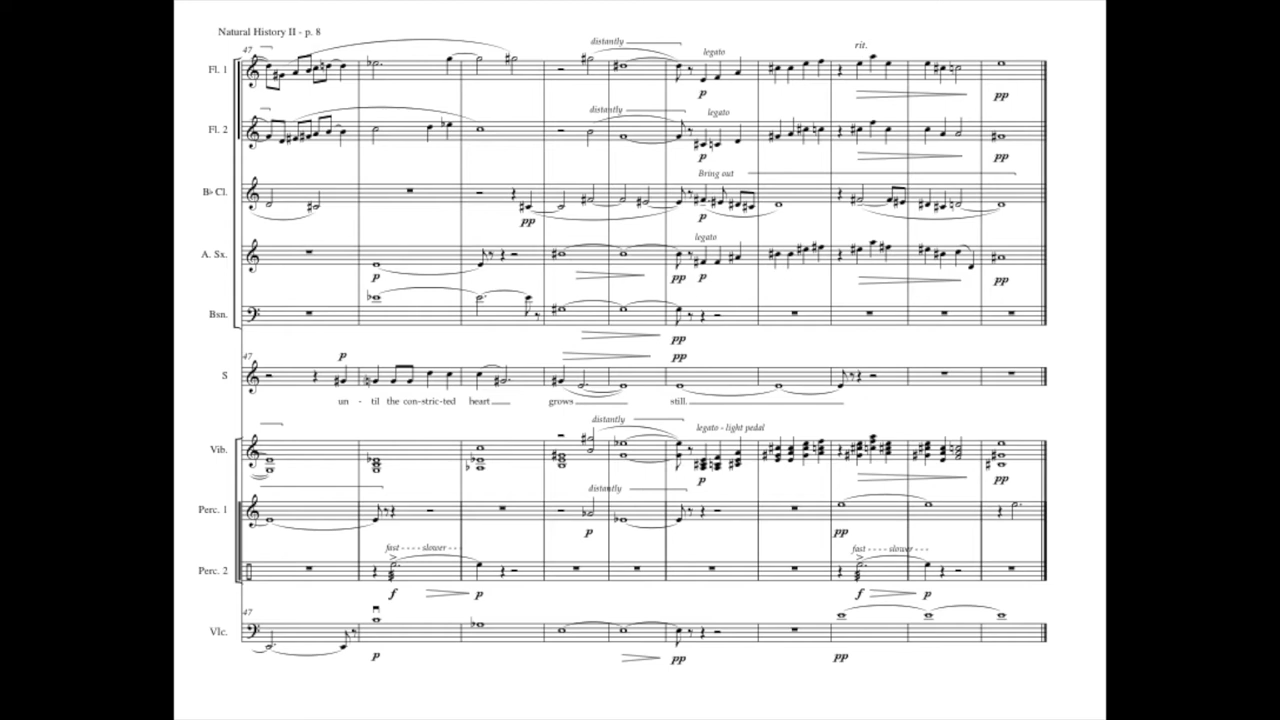 Natural History II - p. 8
47
distantly
legato
rit.
Fl. 1
p
pp
distantly
legato
Fl. 2
p
pp
Bring out
B♭ Cl.
pp
p
legato
A. Sx.
p
pp
p
pp
Bsn.
pp
47
p
pp
S
un - til the con-stric-ted heart grows still.
distantly
legato - light pedal
Vib.
p
pp
distantly
Perc. 1
p
pp
fast - - - - slower - - -
fast - - - - slower - - -
Perc. 2
f
p
f
p
47
Vlc.
p
pp
pp